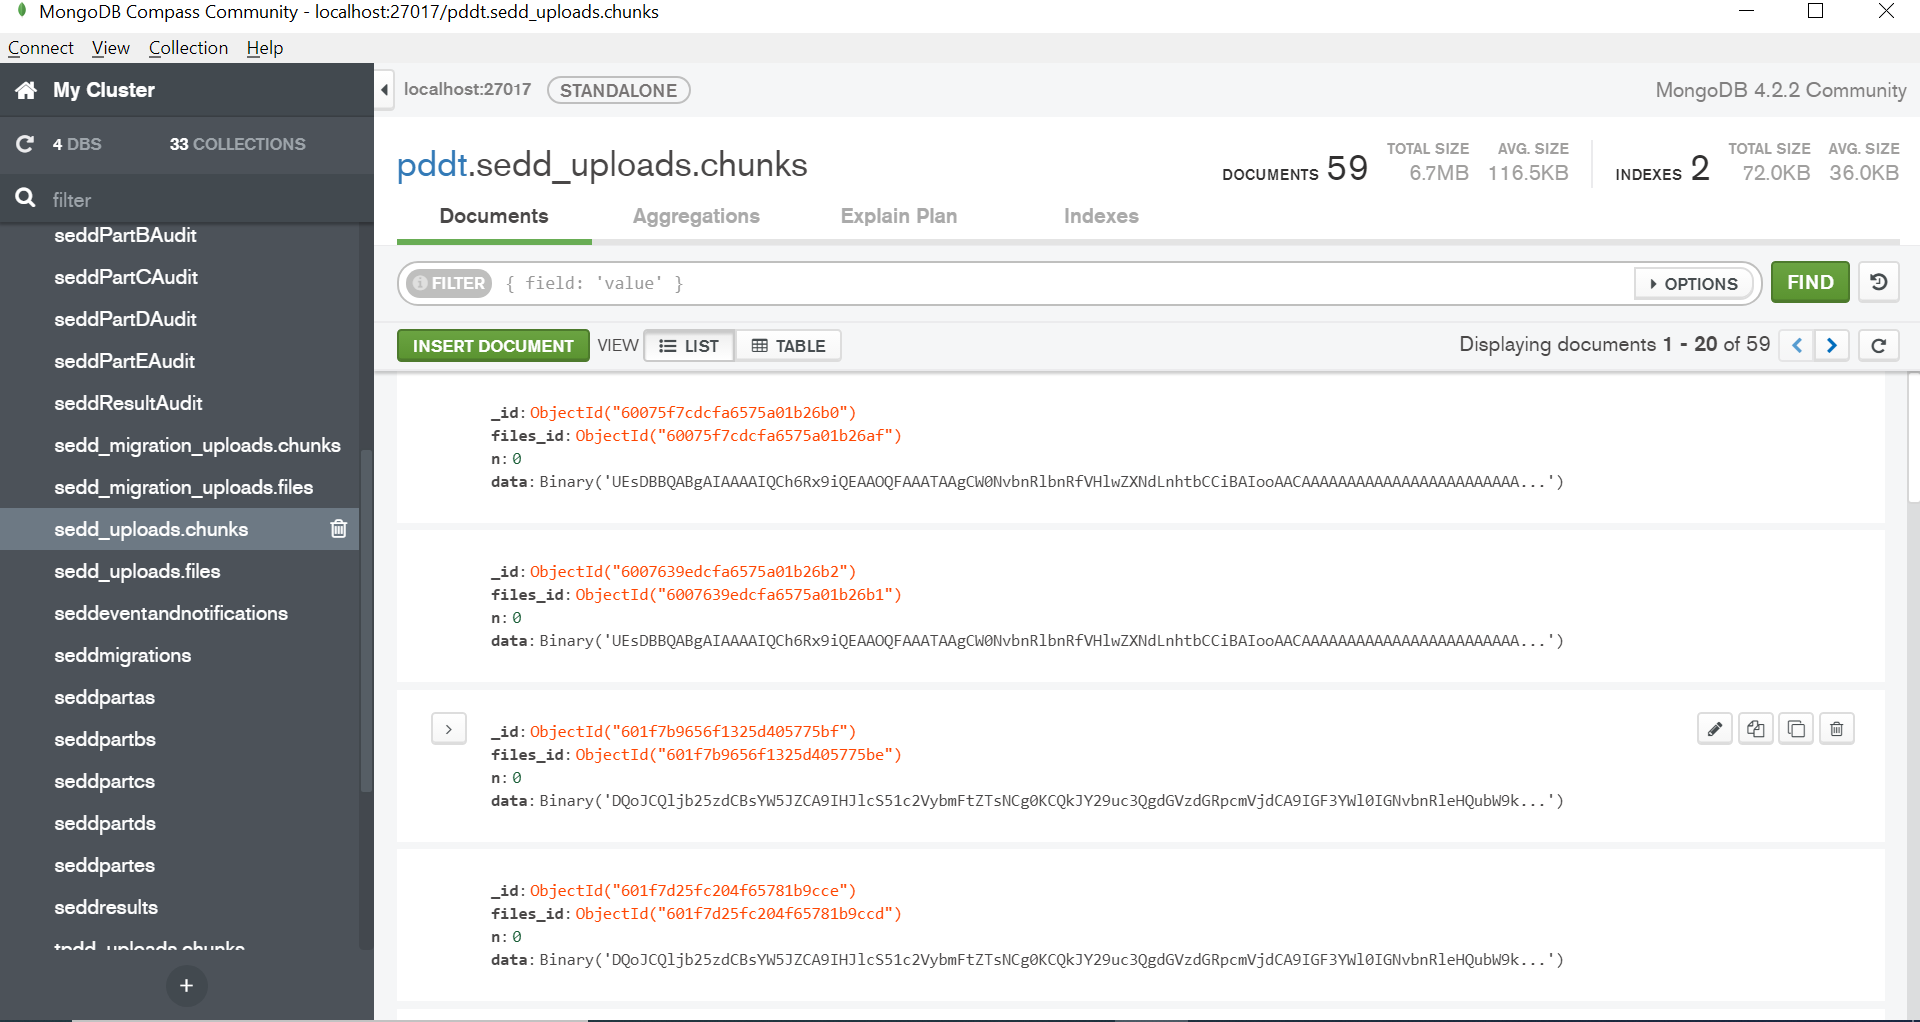 MongoDB Compass Community - localhost:27017/pddt.sedd_uploads.chunks
Connect View Collection Help
My Cluster
4 DBS 33 COLLECTIONS
filter
seddPartBAudit
seddPartCAudit
seddPartDAudit
seddPartEAudit
seddResultAudit
sedd_migration_uploads.chunks
sedd_migration_uploads.files
sedd_uploads.chunks
sedd_uploads.files
seddeventandnotifications
seddmigrations
seddpartas
seddpartbs
seddpartcs
seddpartds
seddpartes
seddresults
tpdd_uploads.chunks
+
localhost:27017 STANDALONE MongoDB 4.2.2 Community
pddt.sedd_uploads.chunks
DOCUMENTS 59 TOTAL SIZE 6.7MB AVG. SIZE 116.5KB INDEXES 2 TOTAL SIZE 72.0KB AVG. SIZE 36.0KB
Documents Aggregations Explain Plan Indexes
FILTER { field: 'value' } OPTIONS FIND
INSERT DOCUMENT VIEW LIST TABLE Displaying documents 1 - 20 of 59
_id: ObjectId("60075f7cdcfa6575a01b26b0")
files_id: ObjectId("60075f7cdcfa6575a01b26af")
n: 0
data: Binary('UEsDBBQABgAIAAAAIQCh6Rx9iQEAAOQFAAATAAgCW0NvbnRlbnRfVHlwZXNdLnhtbCCiBAIooAACAAAAAAAAAAAAAAAAAAAAAAAA...')
_id: ObjectId("6007639edcfa6575a01b26b2")
files_id: ObjectId("6007639edcfa6575a01b26b1")
n: 0
data: Binary('UEsDBBQABgAIAAAAIQCh6Rx9iQEAAOQFAAATAAgCW0NvbnRlbnRfVHlwZXNdLnhtbCCiBAIooAACAAAAAAAAAAAAAAAAAAAAAAAA...')
_id: ObjectId("601f7b9656f1325d405775bf")
files_id: ObjectId("601f7b9656f1325d405775be")
n: 0
data: Binary('DQoJCQljb25zdCBsYW5JZCA9IHJlcS51c2VybmFtZTsNCg0KCQkJY29uc3QgdGVzdGRpcmVjdCA9IGF3YWl0IGNvbnRleHQubW9k...')
_id: ObjectId("601f7d25fc204f65781b9cce")
files_id: ObjectId("601f7d25fc204f65781b9ccd")
n: 0
data: Binary('DQoJCQljb25zdCBsYW5JZCA9IHJlcS51c2VybmFtZTsNCg0KCQkJY29uc3QgdGVzdGRpcmVjdCA9IGF3YWl0IGNvbnRleHQubW9k...')